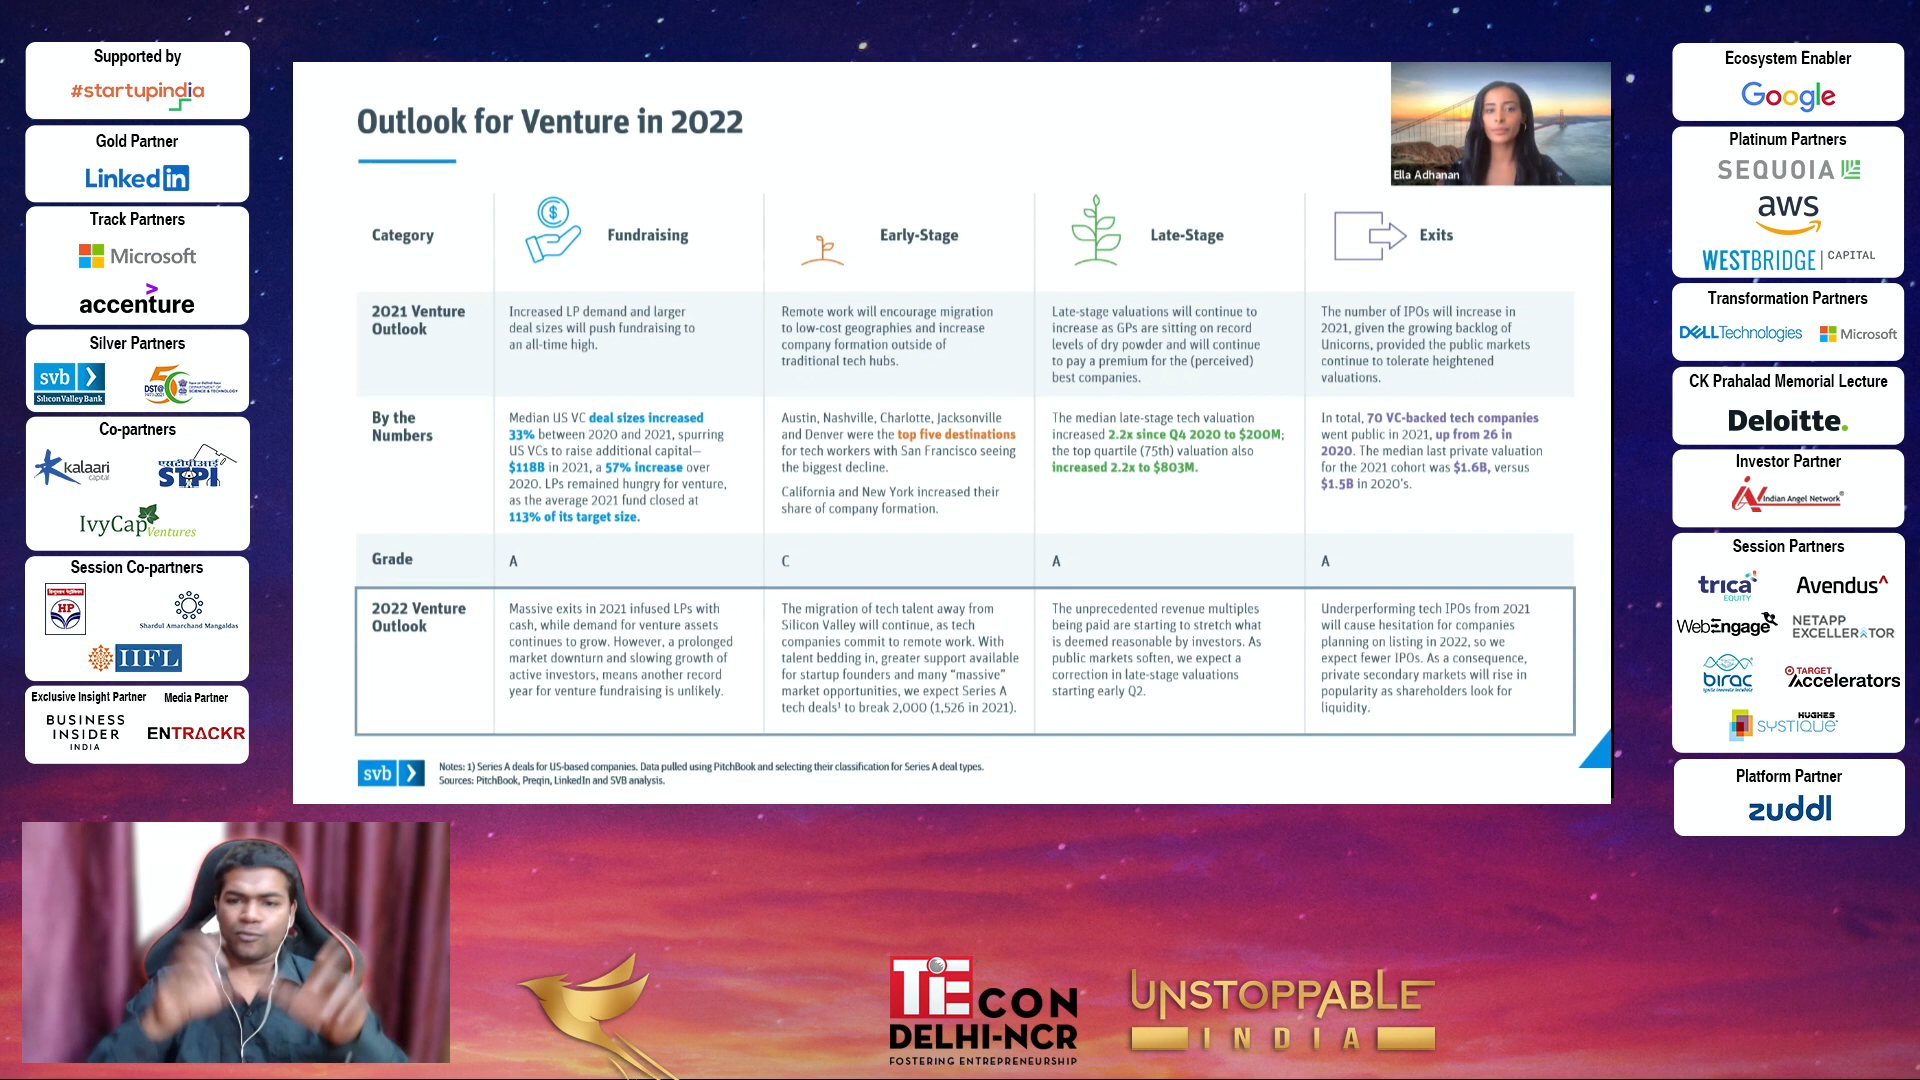 Supported by
#startupindia
Gold Partner
Linkedin
Track Partners
Microsoft
accenture
Silver Partners
svb
Silicon Valley Bank
DST@
1971-2021
DEPARTMENT OF
SCIENCE & TECHNOLOGY
Co-partners
kalaari
capital
एसटीपीआई
STPI
IvyCap
Ventures
Session Co-partners
HP
Shardul Amarchand Mangaldas
IIFL
Exclusive Insight Partner
Media Partner
BUSINESS
INSIDER
INDIA
ENTRACKR
Outlook for Venture in 2022
Ella Adhanan
Category
Fundraising
Early-Stage
Late-Stage
Exits
2021 Venture
Outlook
Increased LP demand and larger
deal sizes will push fundraising to
an all-time high.
Remote work will encourage migration
to low-cost geographies and increase
company formation outside of
traditional tech hubs.
Late-stage valuations will continue to
increase as GPs are sitting on record
levels of dry powder and will continue
to pay a premium for the (perceived)
best companies.
The number of IPOs will increase in
2021, given the growing backlog of
Unicorns, provided the public markets
continue to tolerate heightened
valuations.
By the
Numbers
Median US VC deal sizes increased
33% between 2020 and 2021, spurring
US VCs to raise additional capital—
$118B in 2021, a 57% increase over
2020. LPs remained hungry for venture,
as the average 2021 fund closed at
113% of its target size.
Austin, Nashville, Charlotte, Jacksonville
and Denver were the top five destinations
for tech workers with San Francisco seeing
the biggest decline.
California and New York increased their
share of company formation.
The median late-stage tech valuation
increased 2.2x since Q4 2020 to $200M;
the top quartile (75th) valuation also
increased 2.2x to $803M.
In total, 70 VC-backed tech companies
went public in 2021, up from 26 in
2020. The median last private valuation
for the 2021 cohort was $1.6B, versus
$1.5B in 2020's.
Grade
A
C
A
A
2022 Venture
Outlook
Massive exits in 2021 infused LPs with
cash, while demand for venture assets
continues to grow. However, a prolonged
market downturn and slowing growth of
active investors, means another record
year for venture fundraising is unlikely.
The migration of tech talent away from
Silicon Valley will continue, as tech
companies commit to remote work. With
talent bedding in, greater support available
for startup founders and many “massive”
market opportunities, we expect Series A
tech deals¹ to break 2,000 (1,526 in 2021).
The unprecedented revenue multiples
being paid are starting to stretch what
is deemed reasonable by investors. As
public markets soften, we expect a
correction in late-stage valuations
starting early Q2.
Underperforming tech IPOs from 2021
will cause hesitation for companies
planning on listing in 2022, so we
expect fewer IPOs. As a consequence,
private secondary markets will rise in
popularity as shareholders look for
liquidity.
svb
Notes: 1) Series A deals for US-based companies. Data pulled using PitchBook and selecting their classification for Series A deal types.
Sources: PitchBook, Preqin, LinkedIn and SVB analysis.
Ecosystem Enabler
Google
Platinum Partners
SEQUOIA
aws
WESTBRIDGE | CAPITAL
Transformation Partners
DELLTechnologies
Microsoft
CK Prahalad Memorial Lecture
Deloitte.
Investor Partner
Indian Angel Network
Session Partners
trica
EQUITY
Avendus
WebEngage
NETAPP
EXCELLERATOR
birac
TARGET
Accelerators
HUGHES
SYSTIQUE
Platform Partner
zuddl
TiE CON
DELHI-NCR
FOSTERING ENTREPRENEURSHIP
UNSTOPPABLE
INDIA